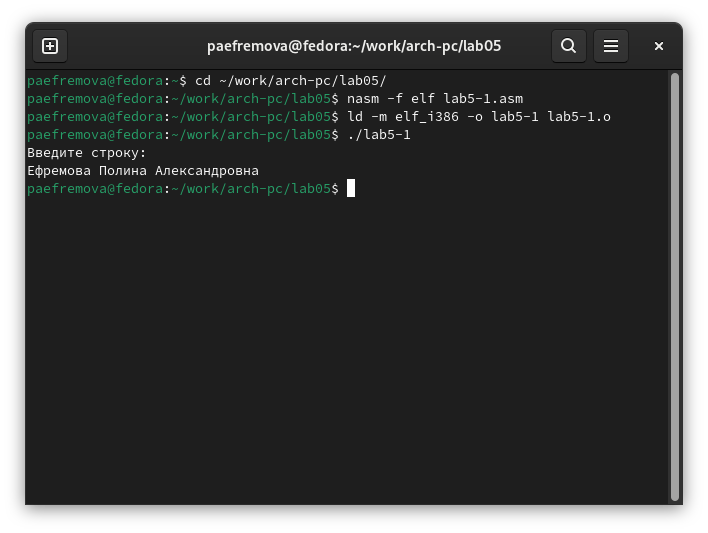 paefremova@fedora:~/work/arch-pc/lab05
paefremova@fedora:~$ cd ~/work/arch-pc/lab05/
paefremova@fedora:~/work/arch-pc/lab05$ nasm -f elf lab5-1.asm
paefremova@fedora:~/work/arch-pc/lab05$ ld -m elf_i386 -o lab5-1 lab5-1.o
paefremova@fedora:~/work/arch-pc/lab05$ ./lab5-1
Введите строку:
Ефремова Полина Александровна
paefremova@fedora:~/work/arch-pc/lab05$